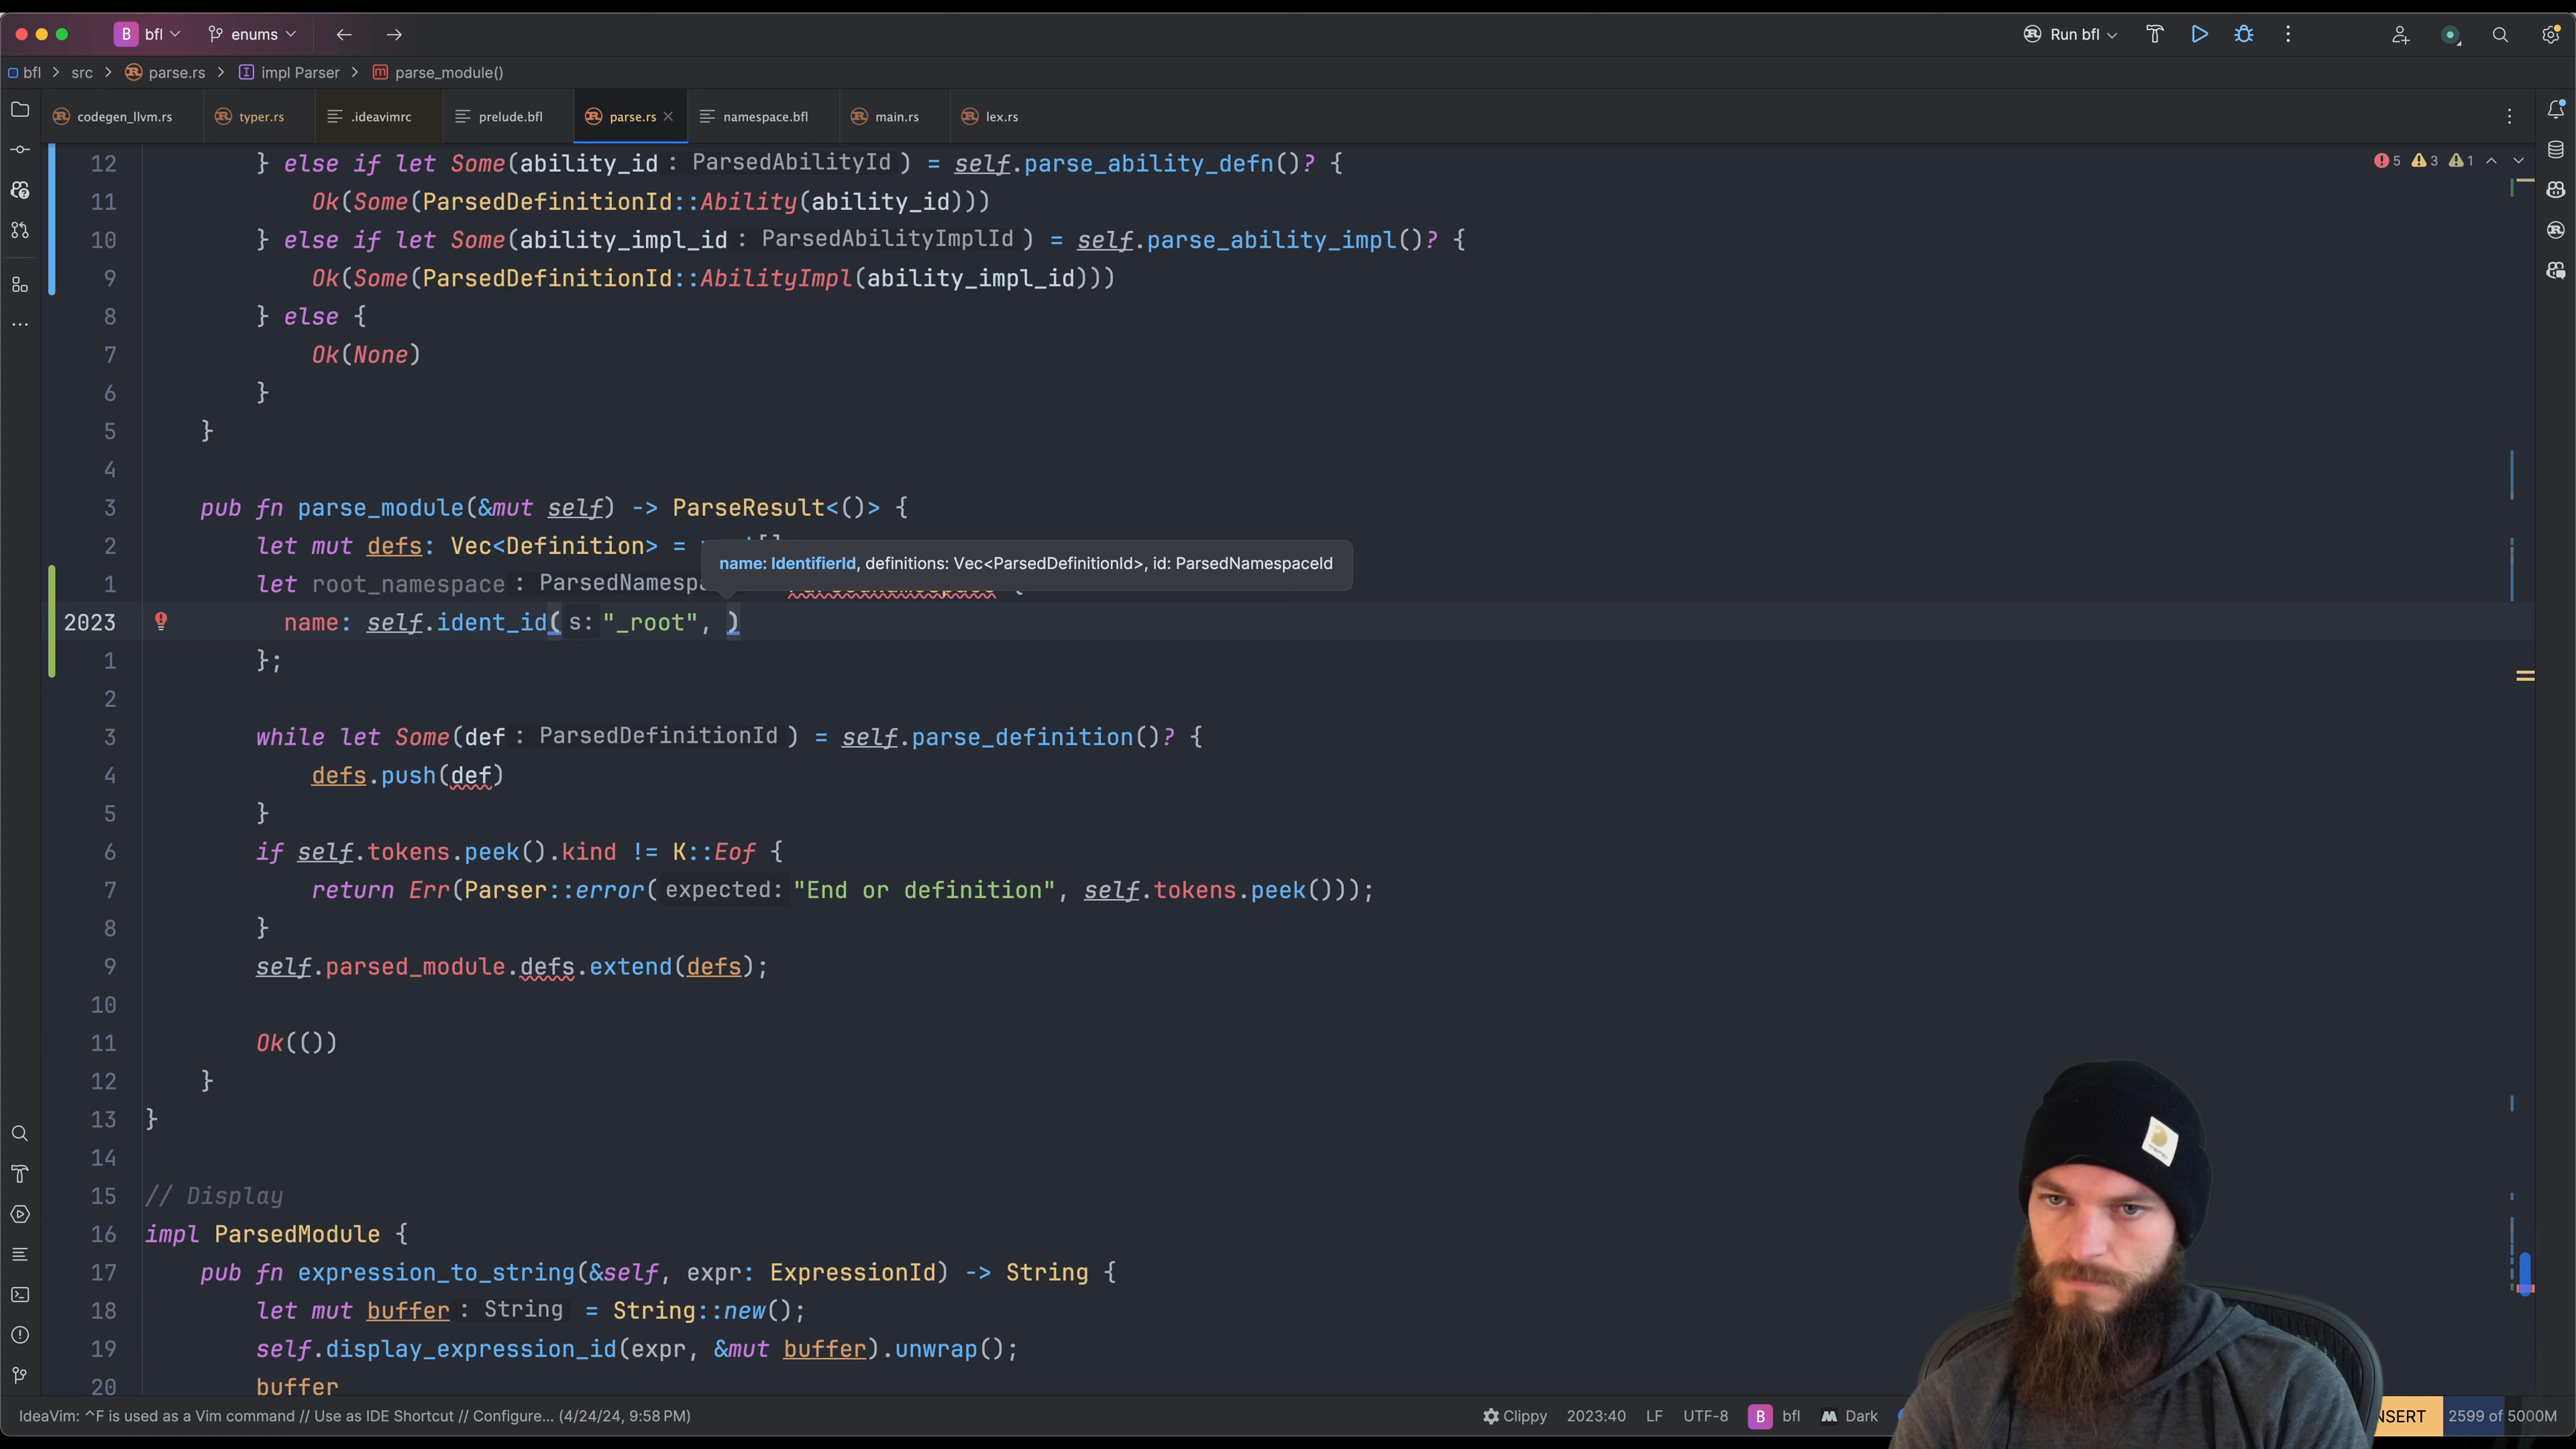 B bfl enums Run bfl
bfl > src > parse.rs > impl Parser > parse_module()
codegen_llvm.rs typer.rs .ideavimrc prelude.bfl parse.rs namespace.bfl main.rs lex.rs
5 3 1
12 } else if let Some(ability_id : ParsedAbilityId ) = self.parse_ability_defn()? {
11 Ok(Some(ParsedDefinitionId::Ability(ability_id)))
10 } else if let Some(ability_impl_id : ParsedAbilityImplId ) = self.parse_ability_impl()? {
9 Ok(Some(ParsedDefinitionId::AbilityImpl(ability_impl_id)))
8 } else {
7 Ok(None)
6 }
5 }
4
3 pub fn parse_module(&mut self) -> ParseResult<()> {
2 let mut defs: Vec<Definition> =
name: IdentifierId, definitions: Vec<ParsedDefinitionId>, id: ParsedNamespaceId
1 let root_namespace :
2023 name: self.ident_id( s: "_root", )
1 };
2
3 while let Some(def : ParsedDefinitionId ) = self.parse_definition()? {
4 defs.push(def)
5 }
6 if self.tokens.peek().kind != K::Eof {
7 return Err(Parser::error( expected: "End or definition", self.tokens.peek()));
8 }
9 self.parsed_module.defs.extend(defs);
10
11 Ok(())
12 }
13 }
14
15 // Display
16 impl ParsedModule {
17 pub fn expression_to_string(&self, expr: ExpressionId) -> String {
18 let mut buffer : String = String::new();
19 self.display_expression_id(expr, &mut buffer).unwrap();
20 buffer
IdeaVim: ^F is used as a Vim command // Use as IDE Shortcut // Configure... (4/24/24, 9:58 PM) Clippy 2023:40 LF UTF-8 B bfl Dark NSERT 2599 of 5000M